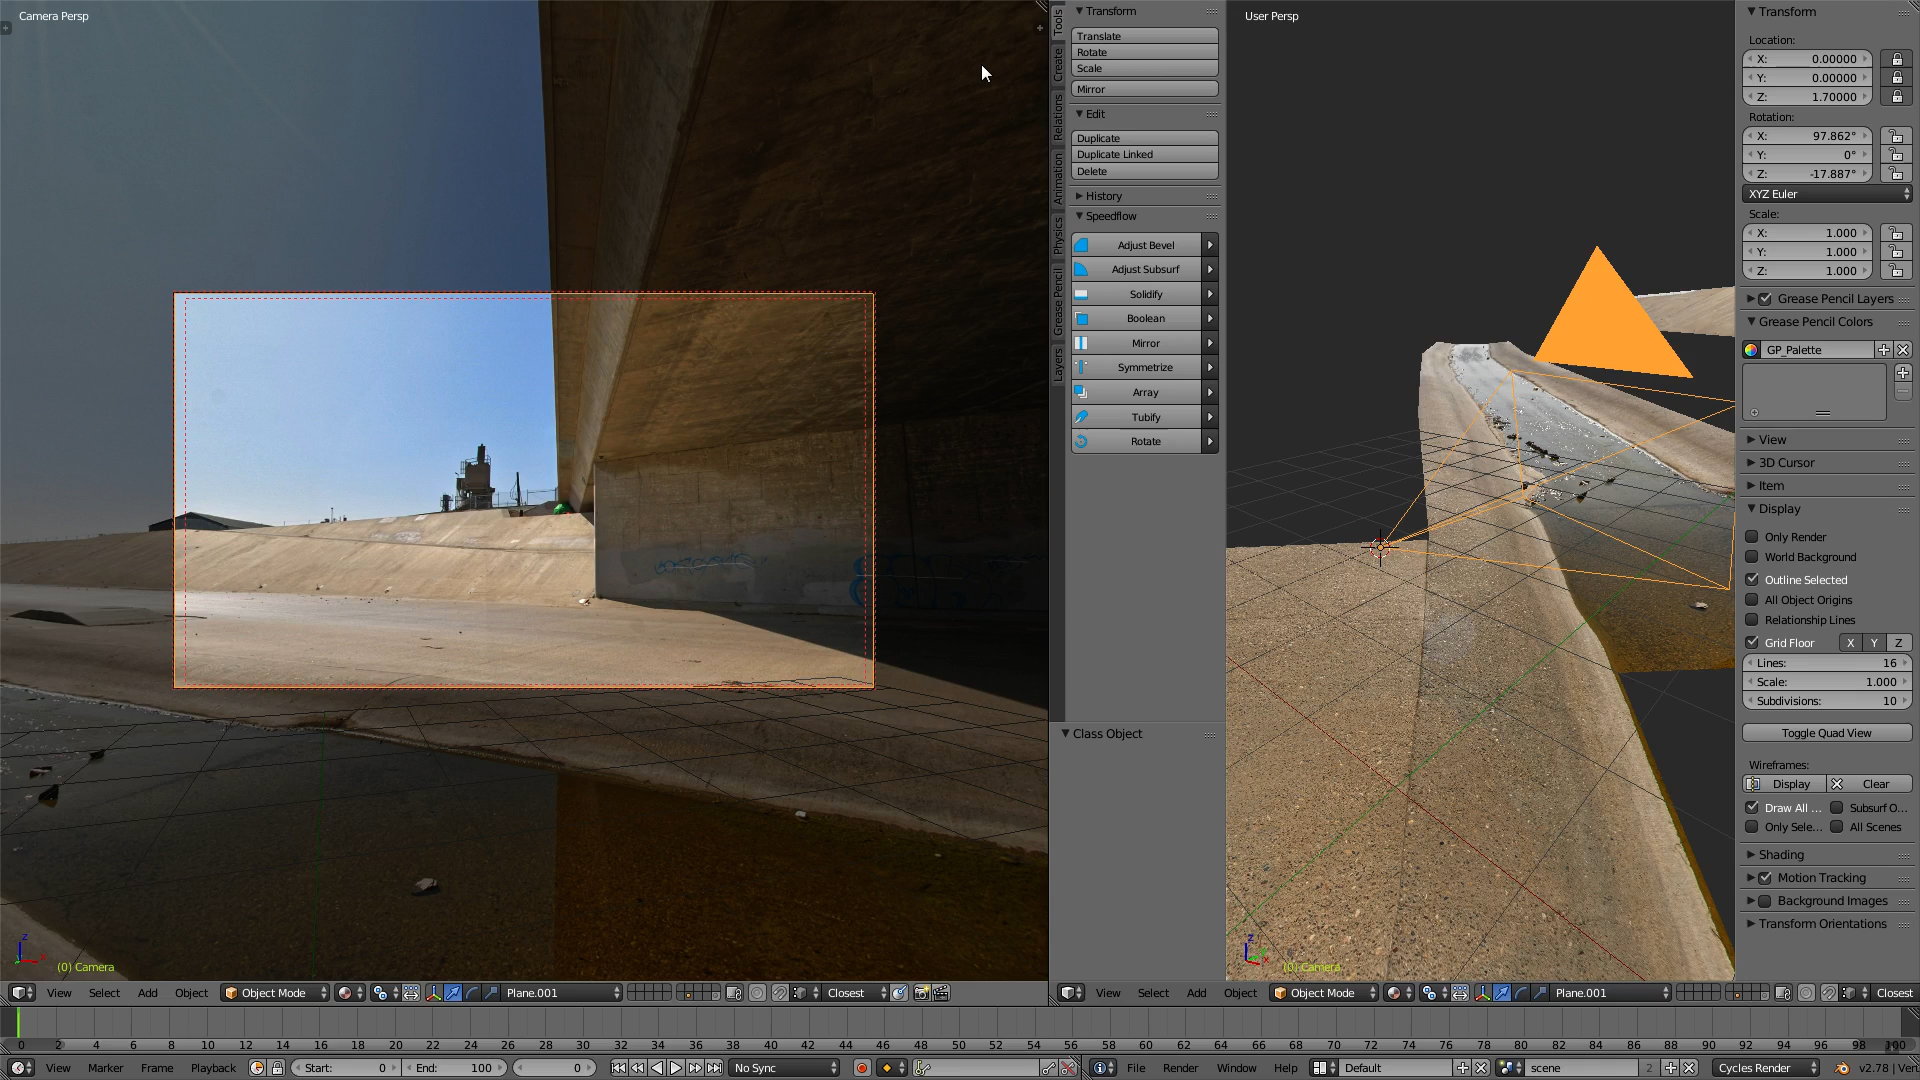 Camera Persp
(0) Camera
View Select Add Object Object Mode Plane.001 Closest
Tools
Create
Relations
Animation
Physics
Grease Pencil
Layers
Transform
Translate
Rotate
Scale
Mirror
Edit
Duplicate
Duplicate Linked
Delete
History
Speedflow
Adjust Bevel
Adjust Subsurf
Solidify
Boolean
Mirror
Symmetrize
Array
Tubify
Rotate
Class Object
User Persp
(0) Camera
View Select Add Object Object Mode Plane.001 Closest
Transform
Location:
X: 0.00000
Y: 0.00000
Z: 1.70000
Rotation:
X: 97.862°
Y: 0°
Z: -17.887°
XYZ Euler
Scale:
X: 1.000
Y: 1.000
Z: 1.000
Grease Pencil Layers
Grease Pencil Colors
GP_Palette
View
3D Cursor
Item
Display
Only Render
World Background
Outline Selected
All Object Origins
Relationship Lines
Grid Floor X Y Z
Lines: 16
Scale: 1.000
Subdivisions: 10
Toggle Quad View
Wireframes:
Display Clear
Draw All ... Subsurf O...
Only Sele... All Scenes
Shading
Motion Tracking
Background Images
Transform Orientations
0 2 4 6 8 10 12 14 16 18 20 22 24 26 28 30 32 34 36 38 40 42 44 46 48 50 52 54 56 58 60 62 64 66 68 70 72 74 76 78 80 82 84 86 88 90 92 94 96 98 100
View Marker Frame Playback Start: 0 End: 100 0 No Sync
File Render Window Help Default scene 2 Cycles Render v2.78 | Ver